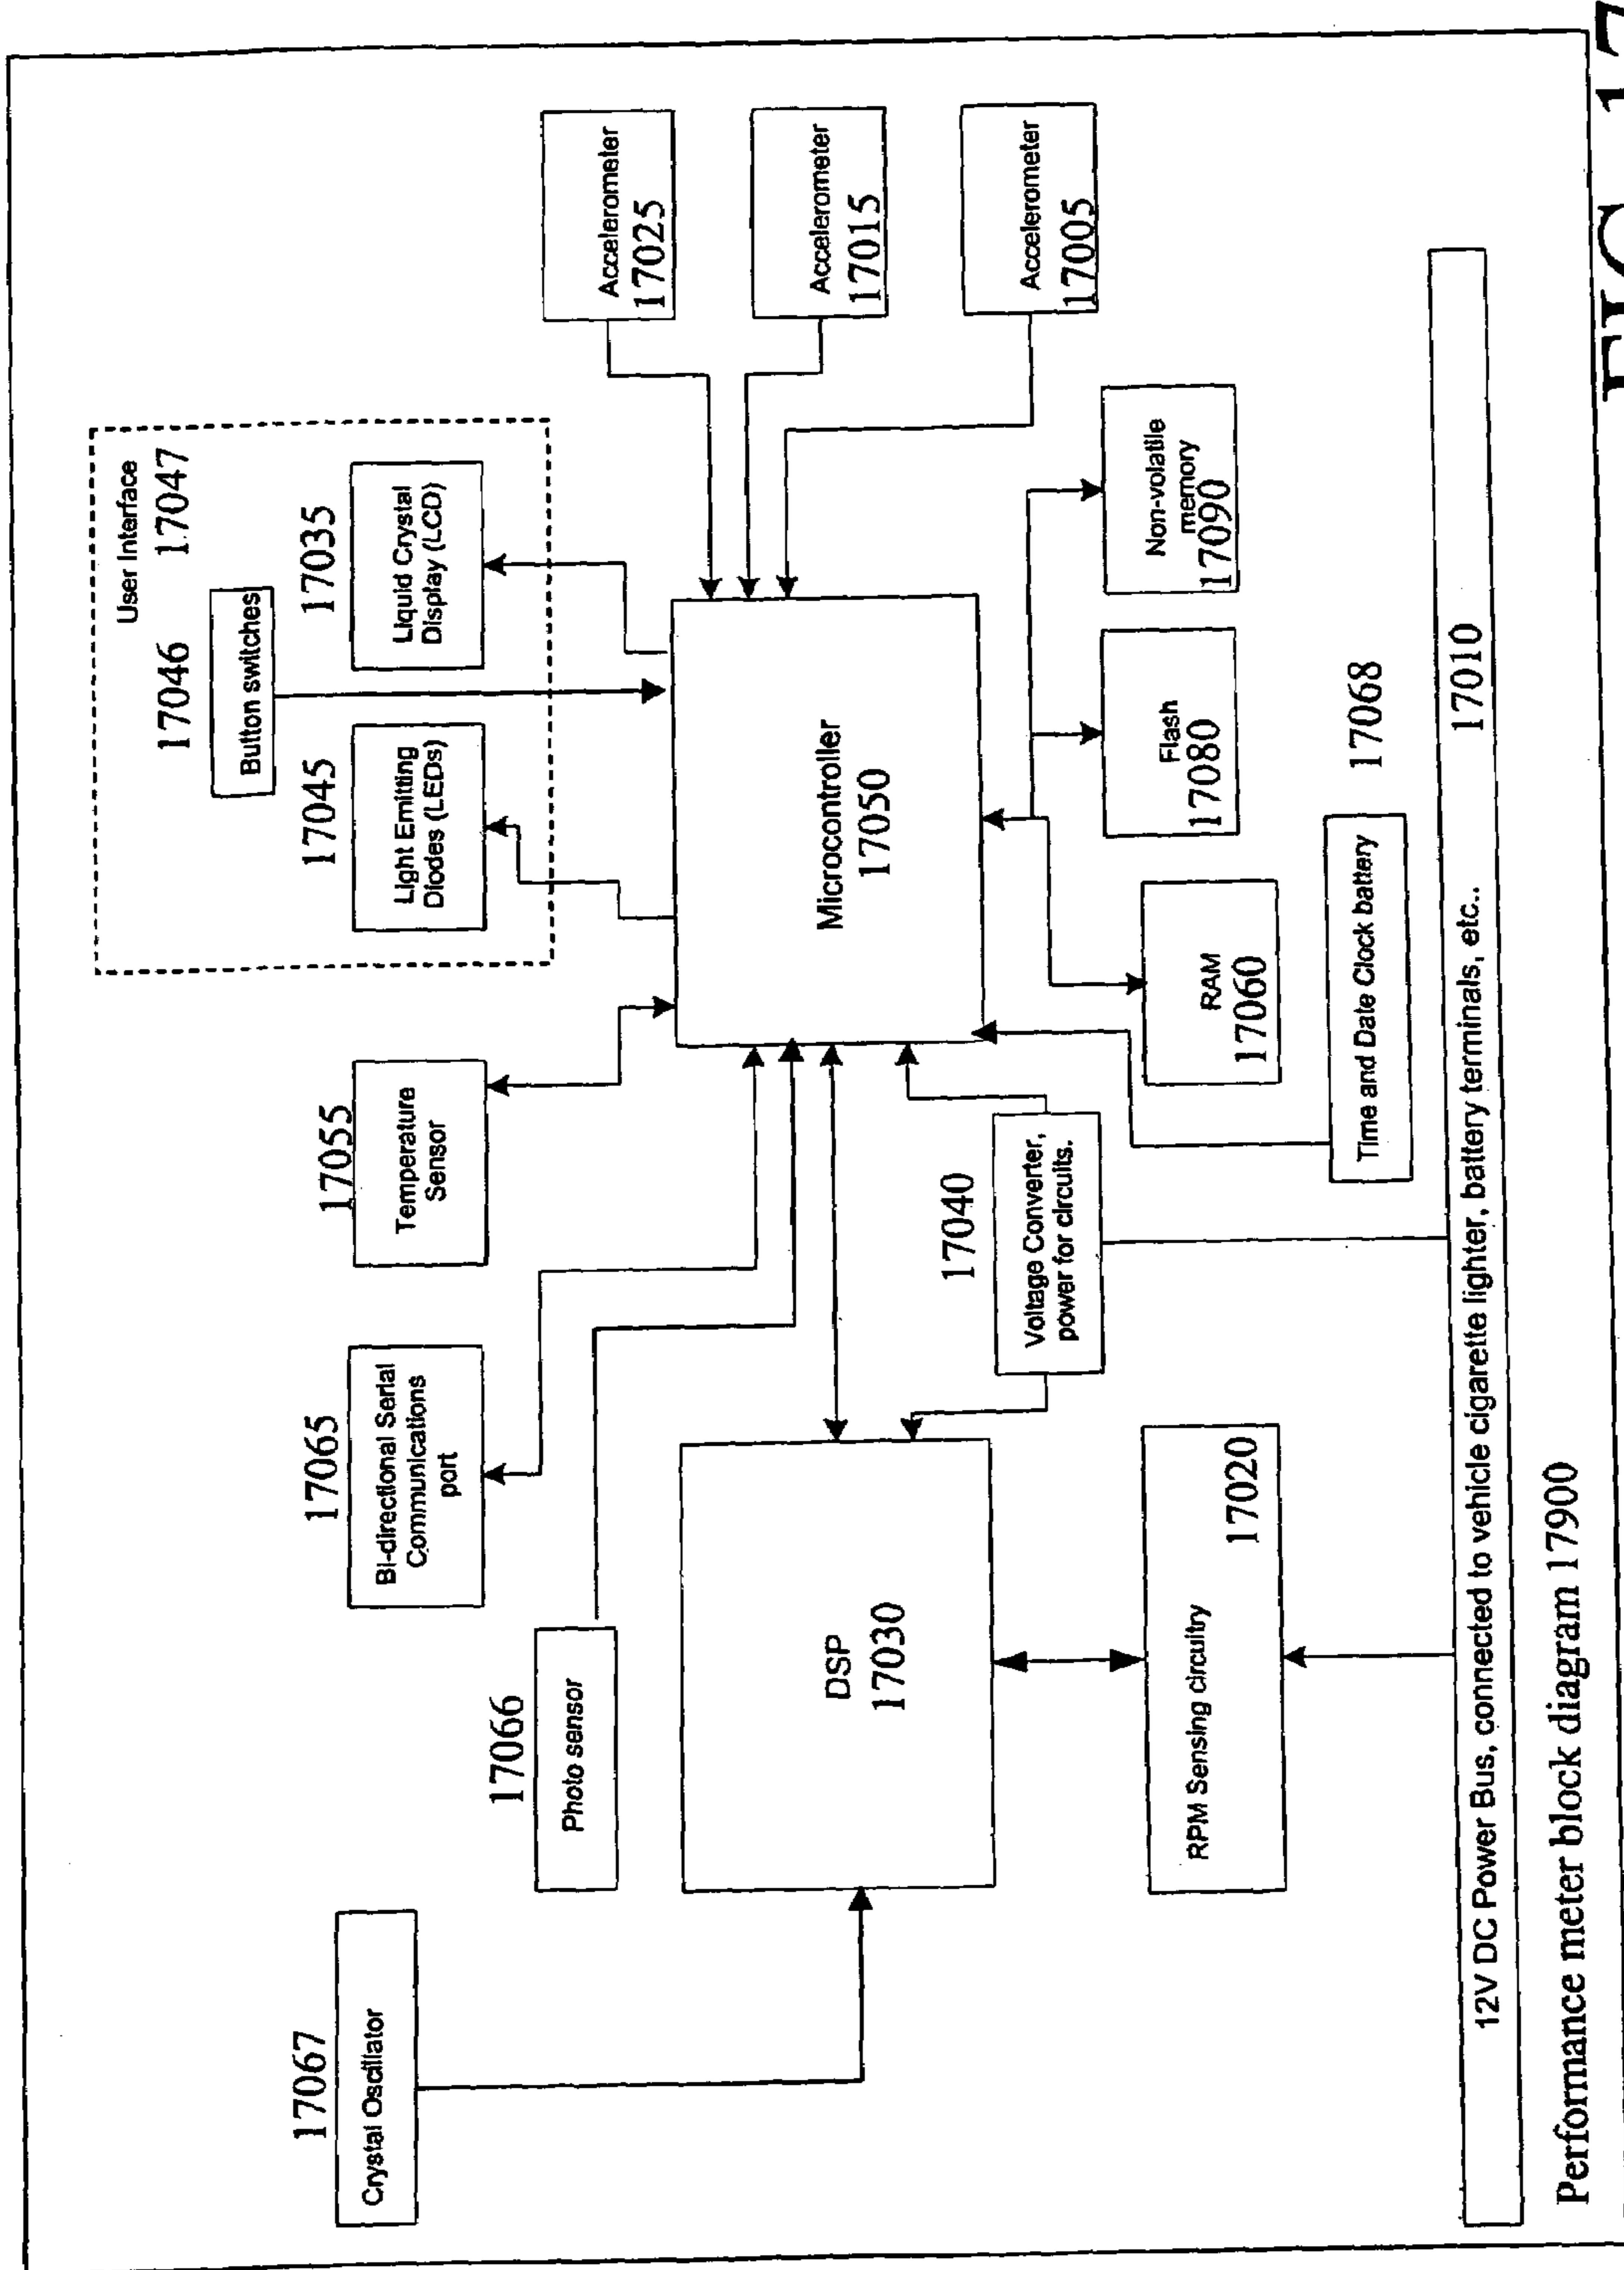 User Interface
17046 17047
Button switches
17045 17035
Light Emitting
Diodes (LEDs)
Liquid Crystal
Display (LCD)
17055
Temperature
Sensor
17065
Bi-directional Serial
Communications
port
17066
Photo sensor
17067
Crystal Oscillator
Accelerometer
17025
Accelerometer
17015
Accelerometer
17005
Microcontroller
17050
DSP
17030
17040
Voltage Converter,
power for circuits.
RPM Sensing circuitry
17020
RAM
17060
Flash
17080
Non-volatile
memory
17090
17068
Time and Date Clock battery
12V DC Power Bus, connected to vehicle cigarette lighter, battery terminals, etc.. 17010
Performance meter block diagram 17900
FIG. 17